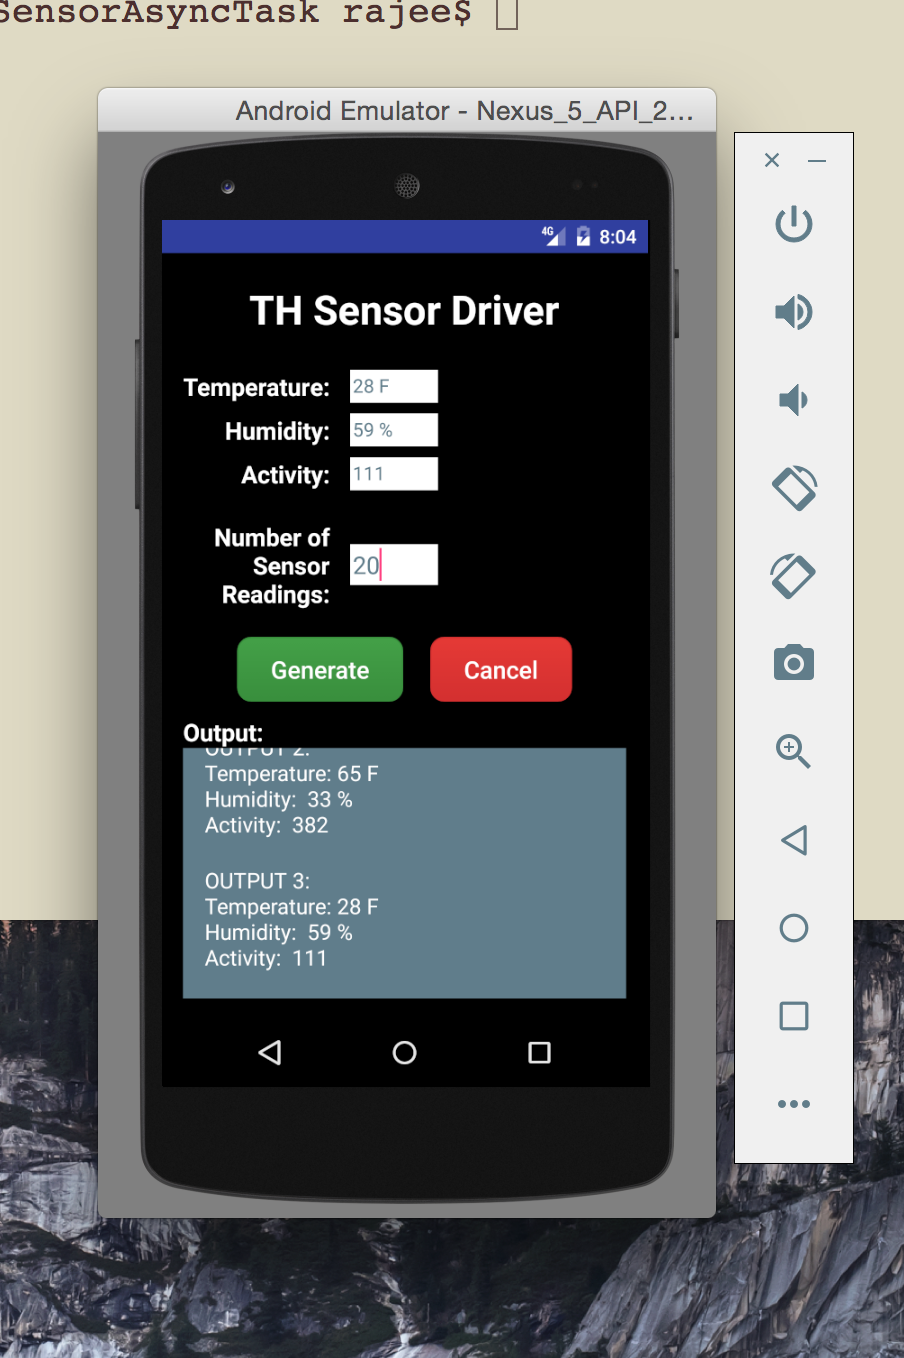 SensorAsyncTask rajee$
Android Emulator - Nexus_5_API_2...
4G 8:04
TH Sensor Driver
Temperature: 28 F
Humidity: 59 %
Activity: 111
Number of
Sensor
Readings:
20
Generate Cancel
Output:
OUTPUT 2:
Temperature: 65 F
Humidity: 33 %
Activity: 382
OUTPUT 3:
Temperature: 28 F
Humidity: 59 %
Activity: 111